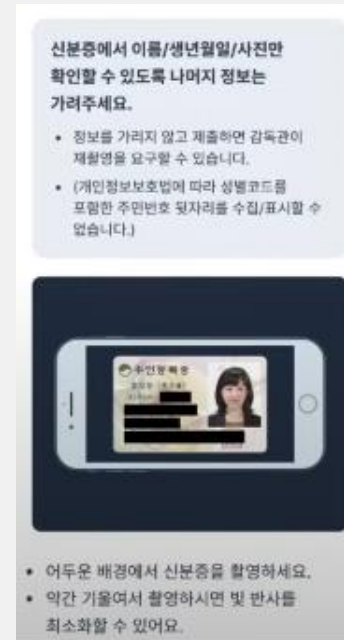 신분증에서 이름/생년월일/사진만
확인할 수 있도록 나머지 정보는
가려주세요.
• 정보를 가리지 않고 제출하면 감독관이
재촬영을 요구할 수 있습니다.
• (개인정보보호법에 따라 성별코드를
포함한 주민번호 뒷자리를 수집/표시할 수
없습니다.)
주민등록증
• 어두운 배경에서 신분증을 촬영하세요.
• 약간 기울여서 촬영하시면 빛 반사를
최소화할 수 있어요.